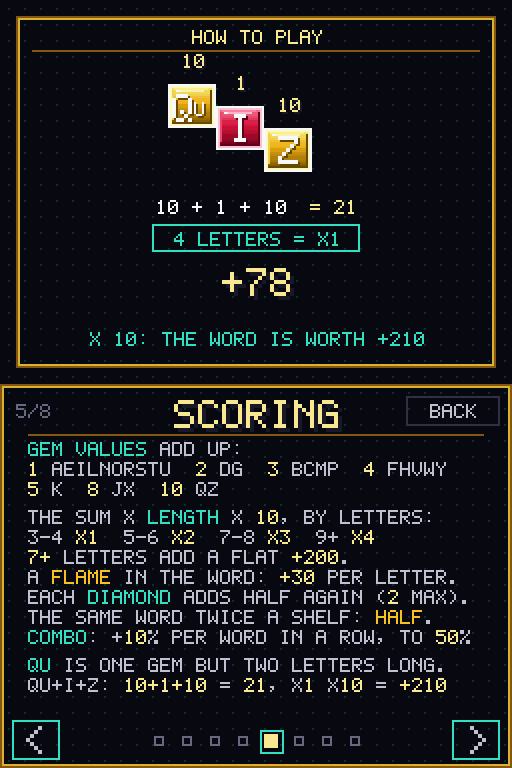 HOW TO PLAY
10
1
10
Qu
I
Z
10 + 1 + 10 = 21
4 LETTERS = X1
+78
X 10: THE WORD IS WORTH +210
5/8
SCORING
BACK
GEM VALUES ADD UP:
1 AEILNORSTU 2 DG 3 BCMP 4 FHVWY
5 K 8 JX 10 QZ
THE SUM X LENGTH X 10, BY LETTERS:
3-4 X1 5-6 X2 7-8 X3 9+ X4
7+ LETTERS ADD A FLAT +200.
A FLAME IN THE WORD: +30 PER LETTER.
EACH DIAMOND ADDS HALF AGAIN (2 MAX).
THE SAME WORD TWICE A SHELF: HALF.
COMBO: +10% PER WORD IN A ROW, TO 50%
QU IS ONE GEM BUT TWO LETTERS LONG.
QU+I+Z: 10+1+10 = 21, X1 X10 = +210